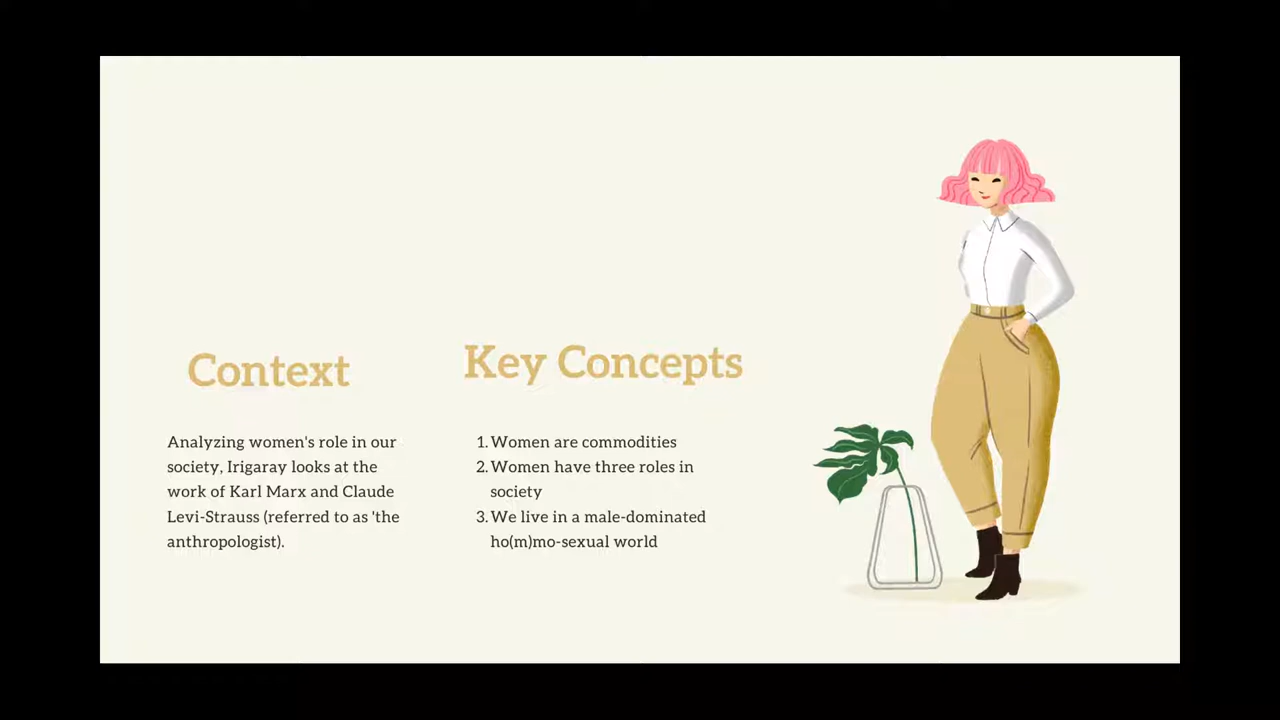 Context
Analyzing women's role in our
society, Irigaray looks at the
work of Karl Marx and Claude
Levi-Strauss (referred to as 'the
anthropologist).
Key Concepts
1. Women are commodities
2. Women have three roles in
society
3. We live in a male-dominated
ho(m)mo-sexual world